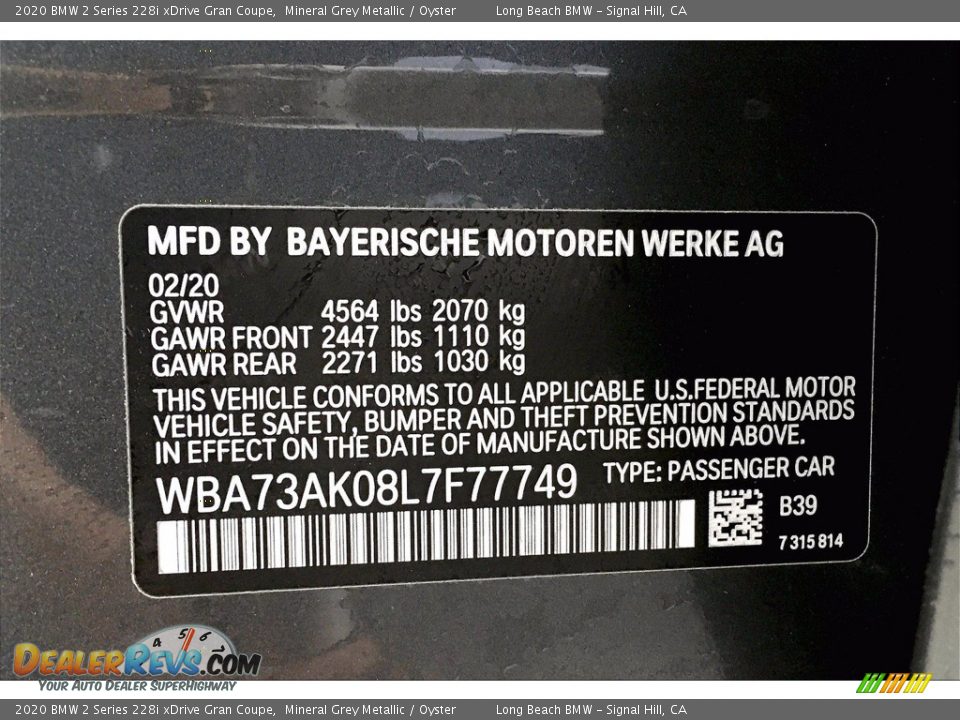 2020 BMW 2 Series 228i xDrive Gran Coupe, Mineral Grey Metallic / Oyster Long Beach BMW - Signal Hill, CA
MFD BY BAYERISCHE MOTOREN WERKE AG
02/20
GVWR 4564 lbs 2070 kg
GAWR FRONT 2447 lbs 1110 kg
GAWR REAR 2271 lbs 1030 kg
THIS VEHICLE CONFORMS TO ALL APPLICABLE U.S.FEDERAL MOTOR
VEHICLE SAFETY, BUMPER AND THEFT PREVENTION STANDARDS
IN EFFECT ON THE DATE OF MANUFACTURE SHOWN ABOVE.
WBA73AK08L7F77749 TYPE: PASSENGER CAR
B39
7 315 814
4 5 6
DEALERREVS.COM
YOUR AUTO DEALER SUPERHIGHWAY
2020 BMW 2 Series 228i xDrive Gran Coupe, Mineral Grey Metallic / Oyster Long Beach BMW - Signal Hill, CA